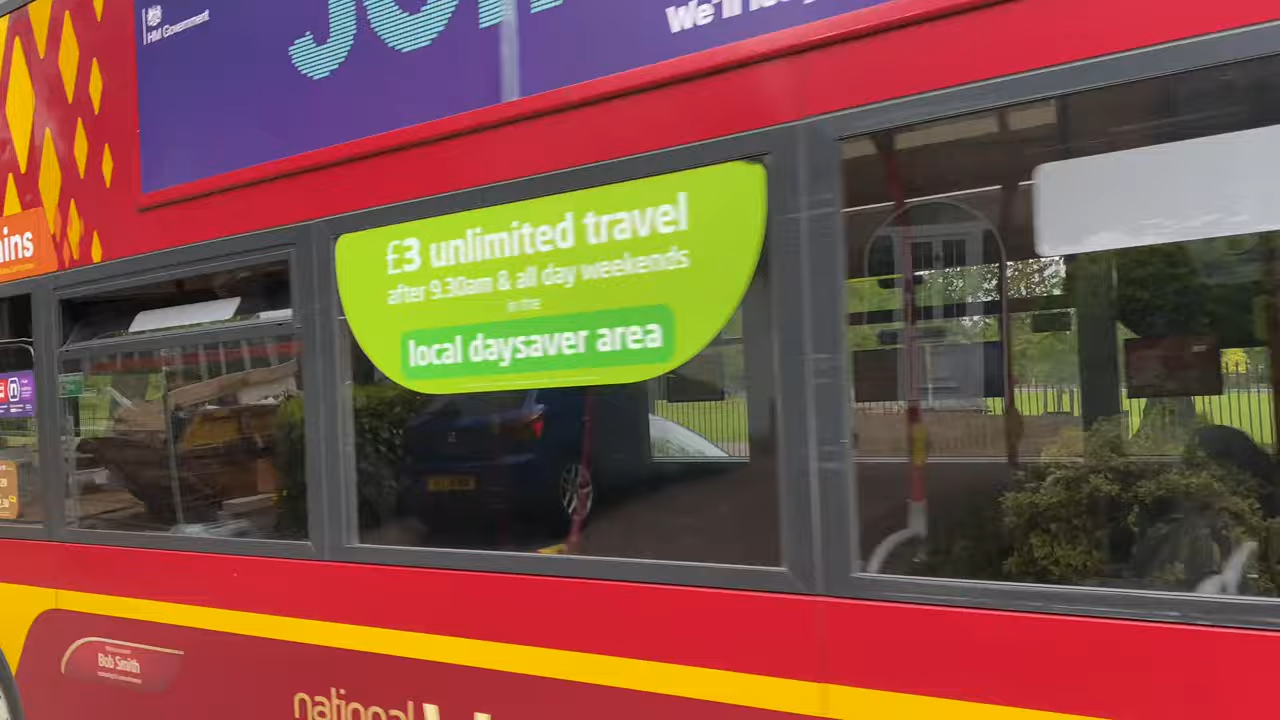 HM Government
JOI
We'll
£3 unlimited travel
after 9.30am & all day weekends
in the
local daysaver area
ins
n
Bob Smith
national